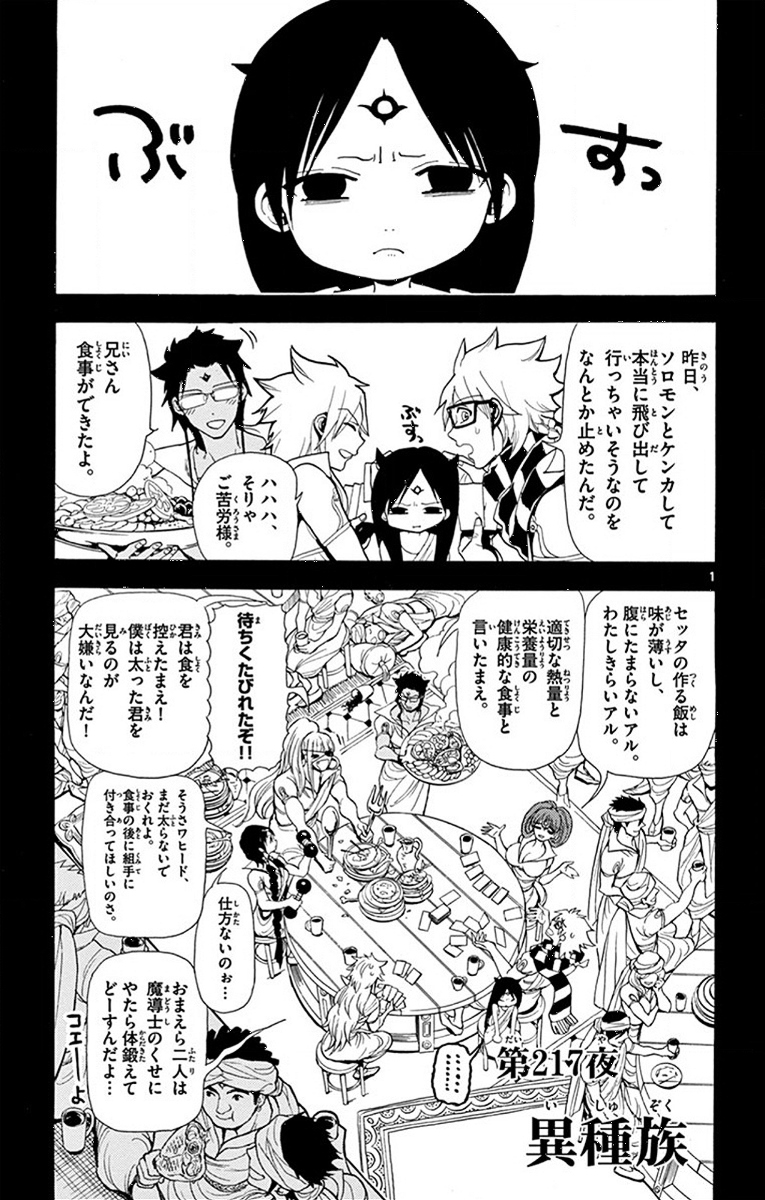 ぶすっ
昨日、
ソロモンとケンカして
本当に飛び出して
行っちゃいそうなのを
なんとか止めたんだ。
ぶすっ
ハハハ、
そりゃ
ご苦労様。
兄さん
食事ができたよ。
1
セッタの作る飯は
味が薄いし、
腹にたまらないアル。
わたしきらいアル。
適切な熱量と
栄養量の
健康的な食事と
言いたまえ。
待ちくたびれたぞ!!
君は食を
控えたまえ!
僕は太った君を
見るのが
大嫌いなんだ!
そうさワヒード、
まだ太らないで
おくれよ。
食事の後に組手に
付き合ってほしいのさ。
仕方ないのぉ…
おまえら二人は
魔導士のくせに
やたら体鍛えて
どーすんだよ…
コエーよ
………
第217夜
異種族